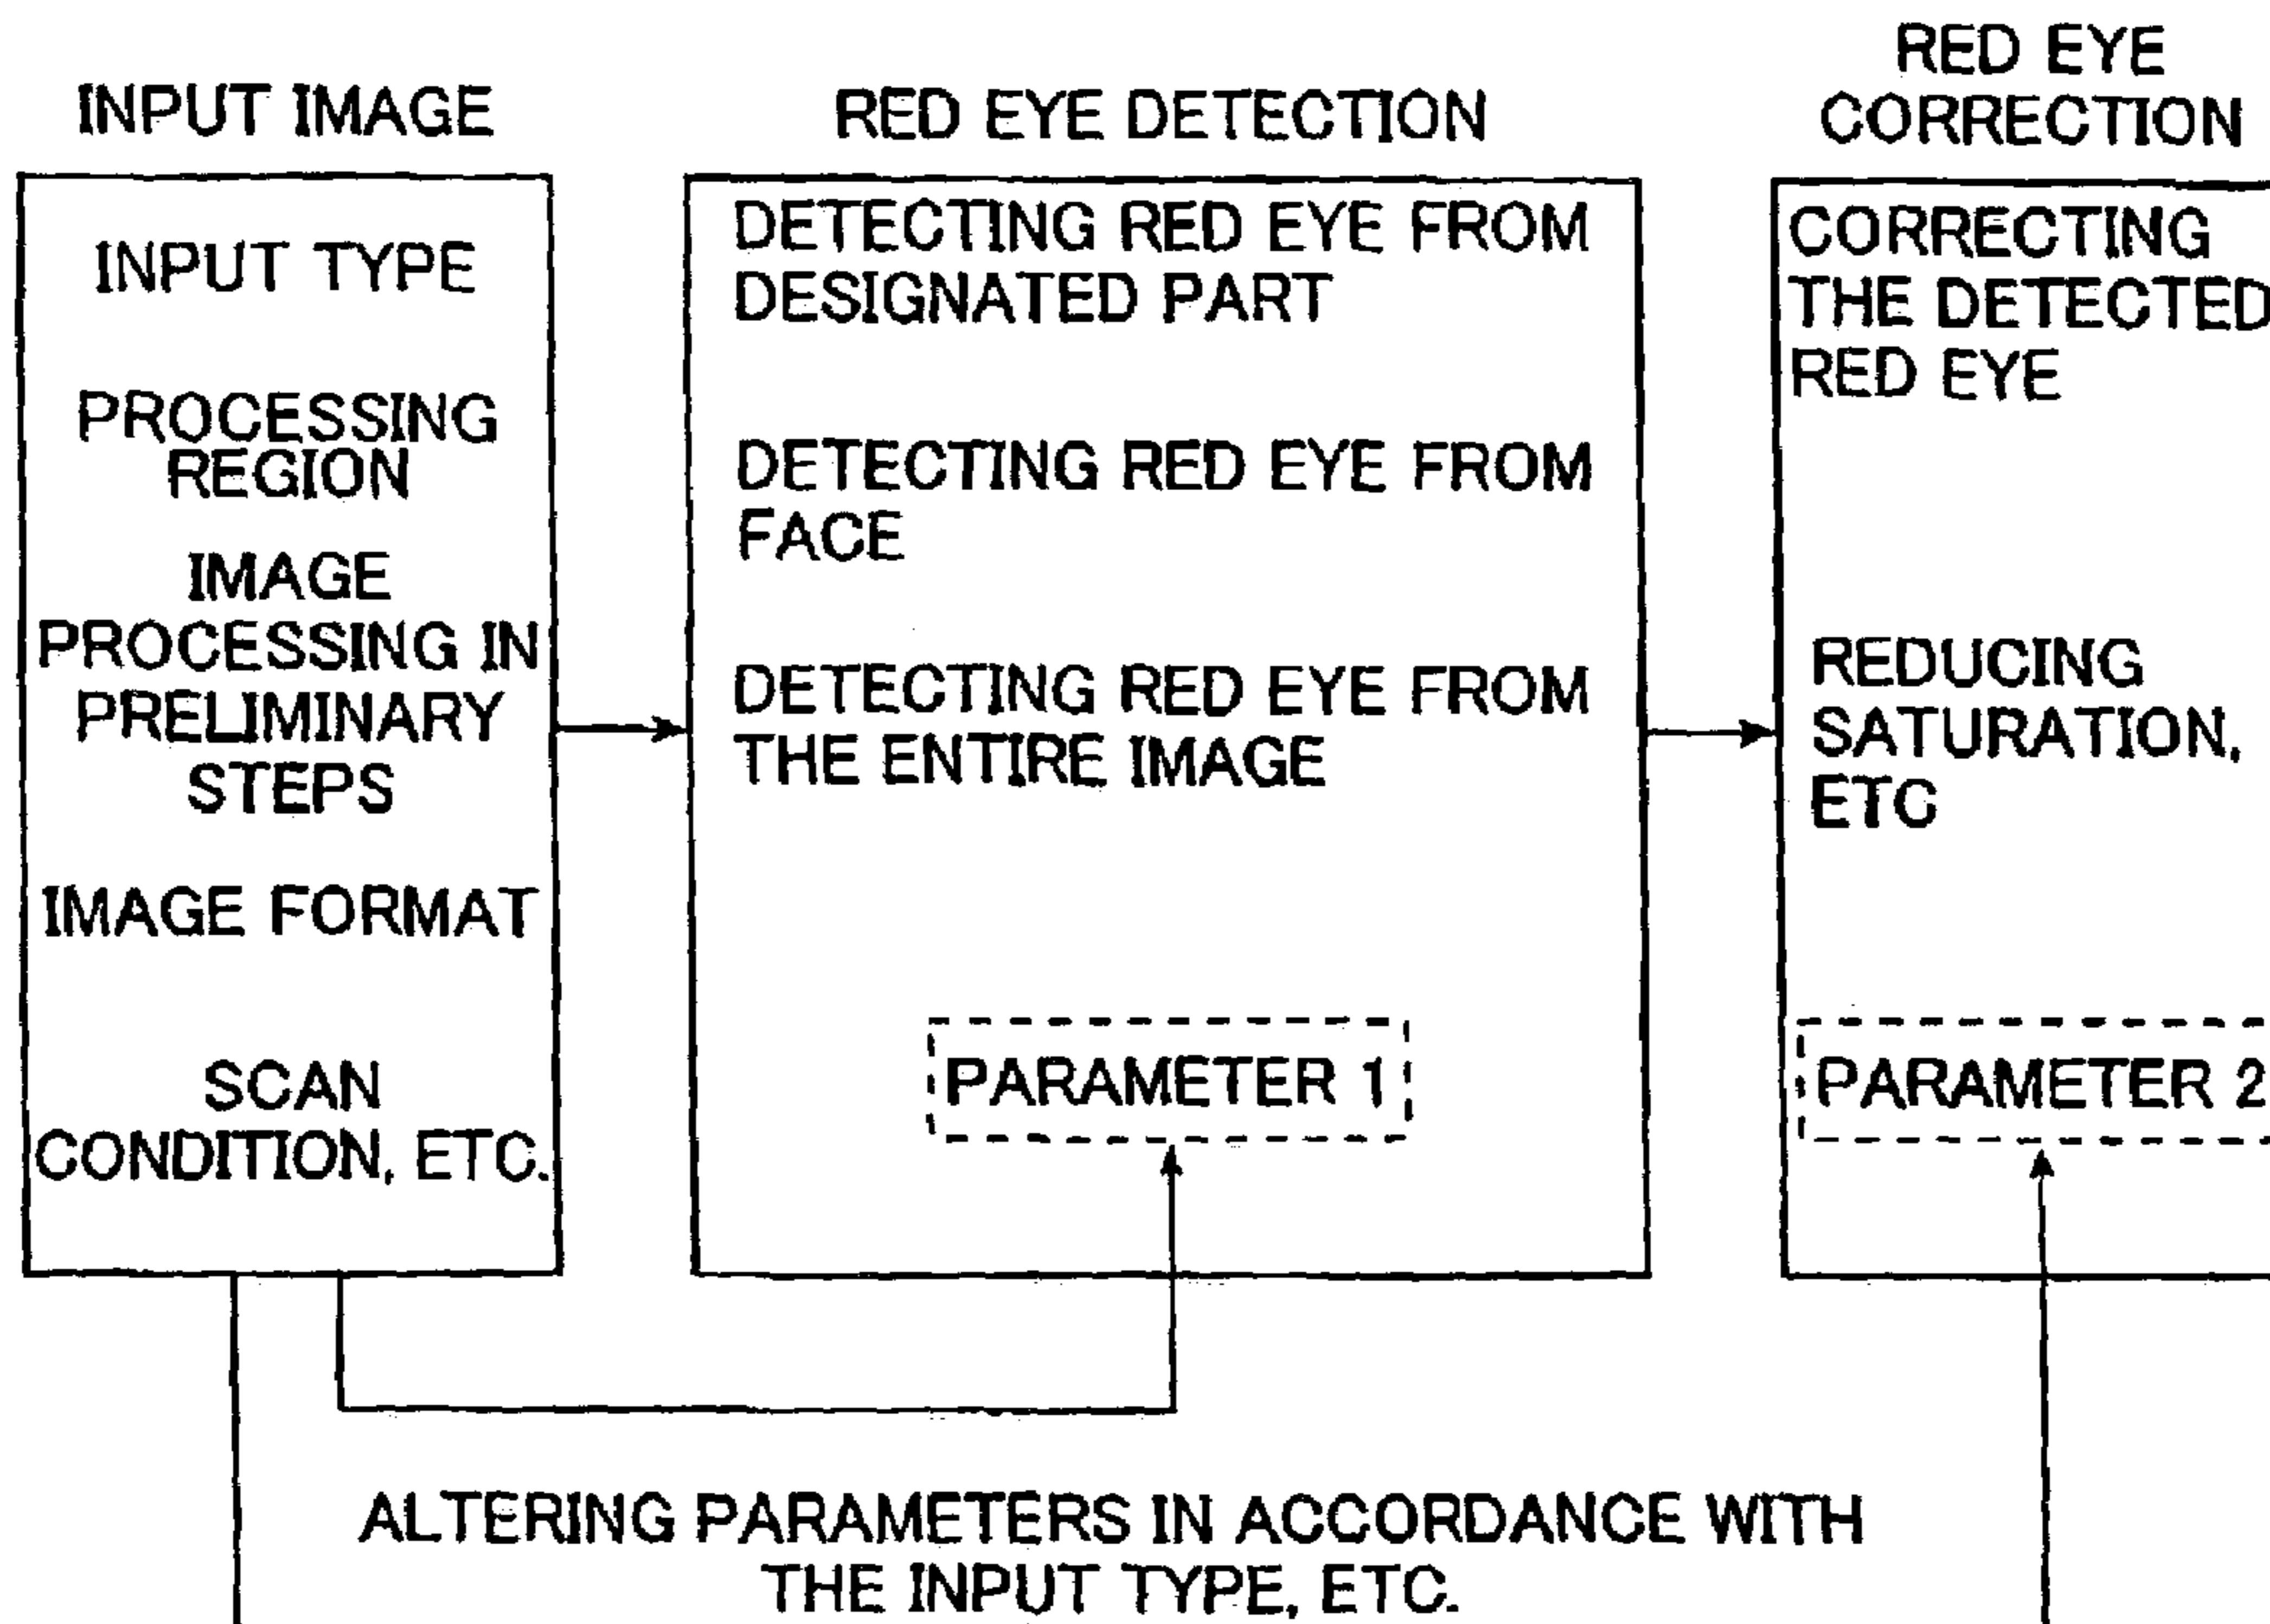 INPUT IMAGE
INPUT TYPE
PROCESSING
REGION
IMAGE
PROCESSING IN
PRELIMINARY
STEPS
IMAGE FORMAT
SCAN
CONDITION, ETC.
RED EYE DETECTION
DETECTING RED EYE FROM
DESIGNATED PART
DETECTING RED EYE FROM
FACE
DETECTING RED EYE FROM
THE ENTIRE IMAGE
PARAMETER 1
RED EYE
CORRECTION
CORRECTING
THE DETECTED
RED EYE
REDUCING
SATURATION,
ETC
PARAMETER 2
ALTERING PARAMETERS IN ACCORDANCE WITH
THE INPUT TYPE, ETC.